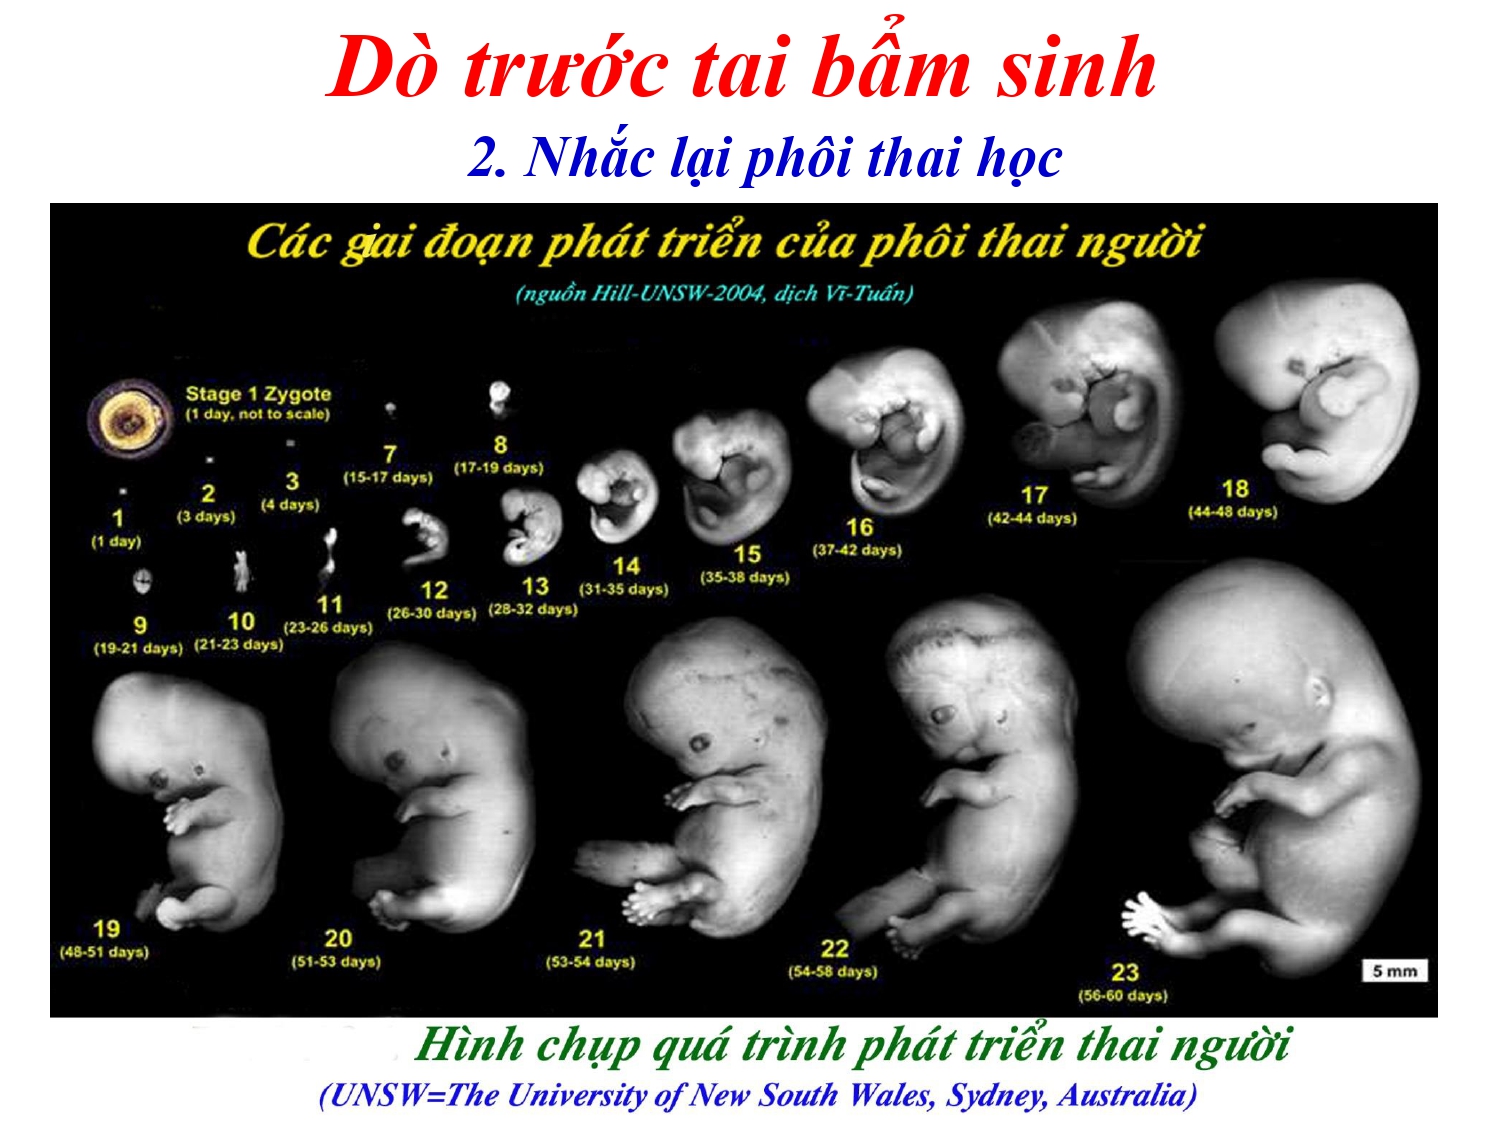 Dò trước tai bẩm sinh
2. Nhắc lại phôi thai học
Các giai đoạn phát triển của phôi thai người
(nguồn Hill-UNSW-2004, dịch Vĩ-Tuấn)
Stage 1 Zygote
(1 day, not to scale)
1
(1 day)
2
(3 days)
3
(4 days)
7
(15-17 days)
8
(17-19 days)
9
(19-21 days)
10
(21-23 days)
11
(23-26 days)
12
(26-30 days)
13
(28-32 days)
14
(31-35 days)
15
(35-38 days)
16
(37-42 days)
17
(42-44 days)
18
(44-48 days)
19
(48-51 days)
20
(51-53 days)
21
(53-54 days)
22
(54-58 days)
23
(56-60 days)
5 mm
Hình chụp quá trình phát triển thai người
(UNSW=The University of New South Wales, Sydney, Australia)